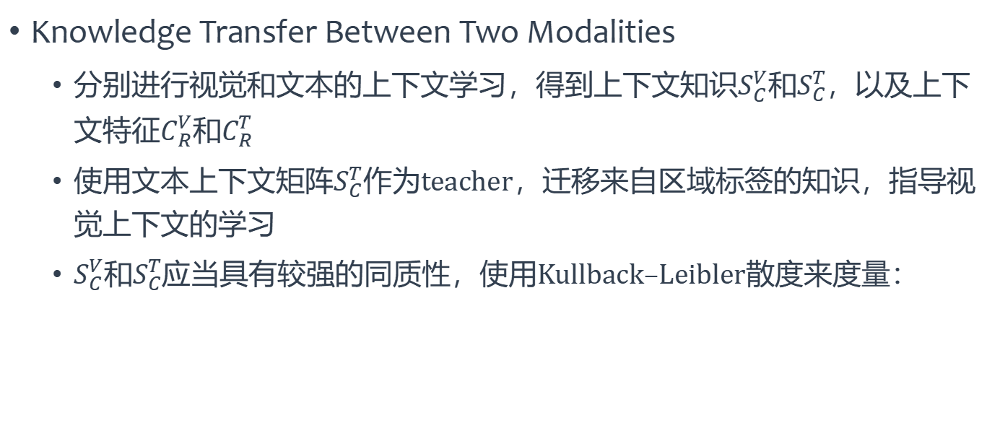 • Knowledge Transfer Between Two Modalities
• 分别进行视觉和文本的上下文学习，得到上下文知识$S_C^V$和$S_C^T$，以及上下
文特征$C_R^V$和$C_R^T$
• 使用文本上下文矩阵$S_C^T$作为teacher，迁移来自区域标签的知识，指导视
觉上下文的学习
• $S_C^V$和$S_C^T$应当具有较强的同质性，使用Kullback–Leibler散度来度量：